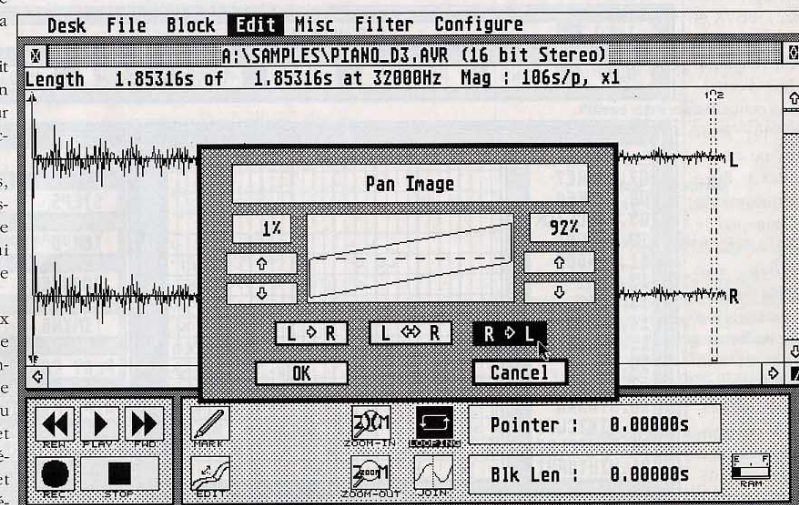 Desk File Block Edit Misc Filter Configure
A:\SAMPLES\PIANO_D3.AVR (16 bit Stereo)
Length 1.85316s of 1.85316s at 32000Hz Mag : 106s/p, x1
L
Pan Image
1% 92%
R
L R L R R L
OK Cancel
REW PLAY FWD MARK ZOOM-IN LOOPING Pointer : 0.00000s
REC STOP EDIT ZOOM-OUT JOIN Blk Len : 0.00000s E F RAM